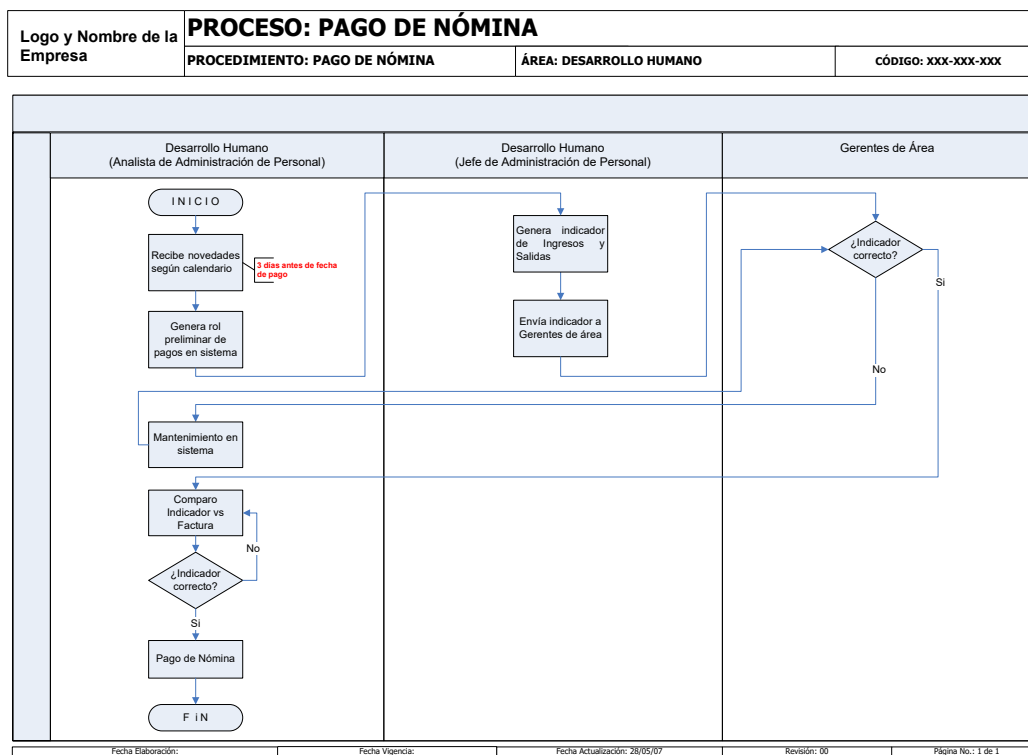 Logo y Nombre de la
Empresa
PROCESO: PAGO DE NÓMINA
PROCEDIMIENTO: PAGO DE NÓMINA
ÁREA: DESARROLLO HUMANO
CÓDIGO: XXX-XXX-XXX
Desarrollo Humano
(Analista de Administración de Personal)
Desarrollo Humano
(Jefe de Administración de Personal)
Gerentes de Área
I N I C I O
Recibe novedades
según calendario
3 días antes de fecha
de pago
Genera rol
preliminar de
pagos en sistema
Genera indicador
de Ingresos y
Salidas
Envía indicador a
Gerentes de área
¿Indicador
correcto?
Si
No
Mantenimiento en
sistema
Comparo
Indicador vs
Factura
No
¿Indicador
correcto?
Si
Pago de Nómina
F i N
Fecha Elaboración:
Fecha Vigencia:
Fecha Actualización: 28/05/07
Revisión: 00
Página No.: 1 de 1